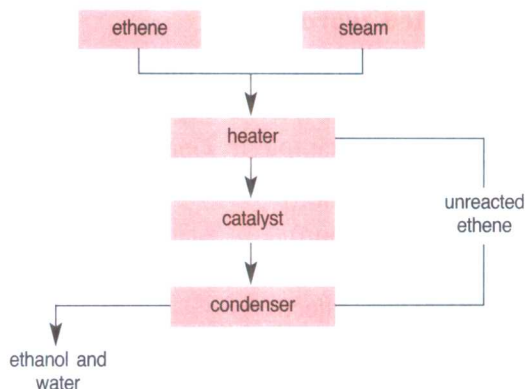 ethene
steam
heater
catalyst
unreacted
ethene
condenser
ethanol and
water